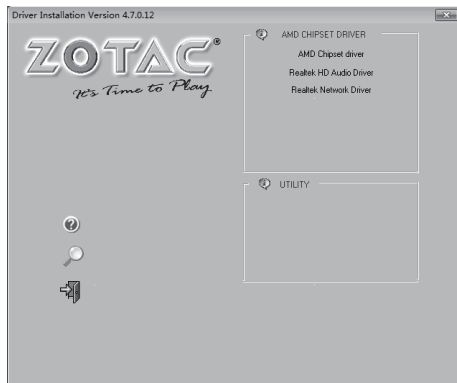 Driver Installation Version 4.7.0.12
ZOTAC®
It's Time to Play
AMD CHIPSET DRIVER
AMD Chipset driver
Realtek HD Audio Driver
Realtek Network Driver
UTILITY